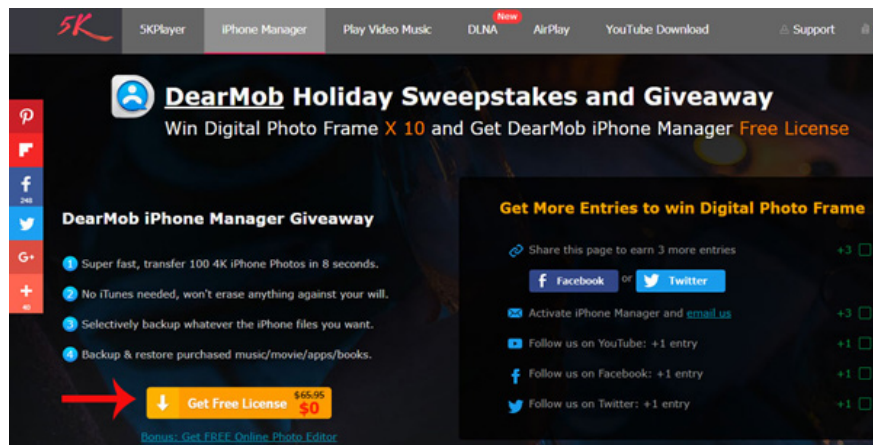 5K
5KPlayer
iPhone Manager
Play Video Music
DLNA
New
AirPlay
YouTube Download
Support
DearMob Holiday Sweepstakes and Giveaway
Win Digital Photo Frame X 10 and Get DearMob iPhone Manager Free License
f
G+
+
DearMob iPhone Manager Giveaway
1 Super fast, transfer 100 4K iPhone Photos in 8 seconds.
2 No iTunes needed, won't erase anything against your will.
3 Selectively backup whatever the iPhone files you want.
4 Backup & restore purchased music/movie/apps/books.
Get Free License $65.95
$0
Bonus: Get FREE Online Photo Editor
Get More Entries to win Digital Photo Frame
Share this page to earn 3 more entries +3
f Facebook or Twitter
Activate iPhone Manager and email us +3
Follow us on YouTube: +1 entry +1
Follow us on Facebook: +1 entry +1
Follow us on Twitter: +1 entry +1